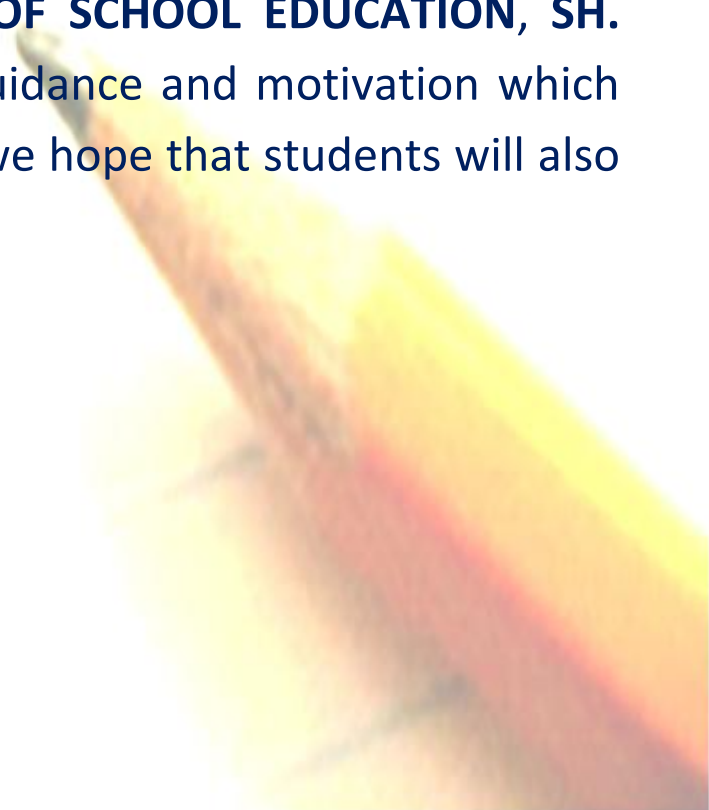 OF SCHOOL EDUCATION, SH.
uidance and motivation which
ve hope that students will also